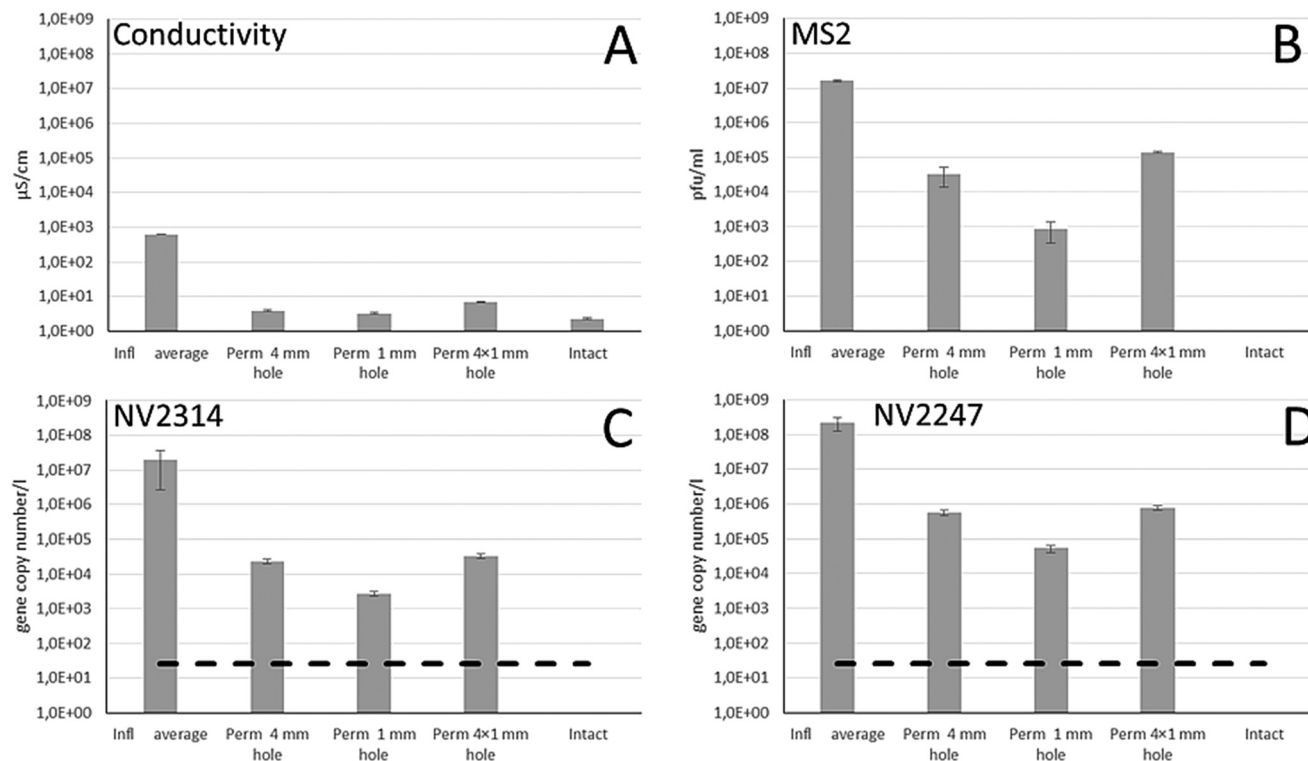 Conductivity
A
1,0E+09
1,0E+08
1,0E+07
1,0E+06
1,0E+05
1,0E+04
1,0E+03
1,0E+02
1,0E+01
1,0E+00
µS/cm
Infl average Perm 4 mm Perm 1 mm Perm 4×1 mm Intact
hole hole hole
MS2
B
1,0E+09
1,0E+08
1,0E+07
1,0E+06
1,0E+05
1,0E+04
1,0E+03
1,0E+02
1,0E+01
1,0E+00
pfu/ml
Infl average Perm 4 mm Perm 1 mm Perm 4×1 mm Intact
hole hole hole
NV2314
C
1,0E+09
1,0E+08
1,0E+07
1,0E+06
1,0E+05
1,0E+04
1,0E+03
1,0E+02
1,0E+01
1,0E+00
gene copy number/l
Infl average Perm 4 mm Perm 1 mm Perm 4×1 mm Intact
hole hole hole
NV2247
D
1,0E+09
1,0E+08
1,0E+07
1,0E+06
1,0E+05
1,0E+04
1,0E+03
1,0E+02
1,0E+01
1,0E+00
gene copy number/l
Infl average Perm 4 mm Perm 1 mm Perm 4×1 mm Intact
hole hole hole